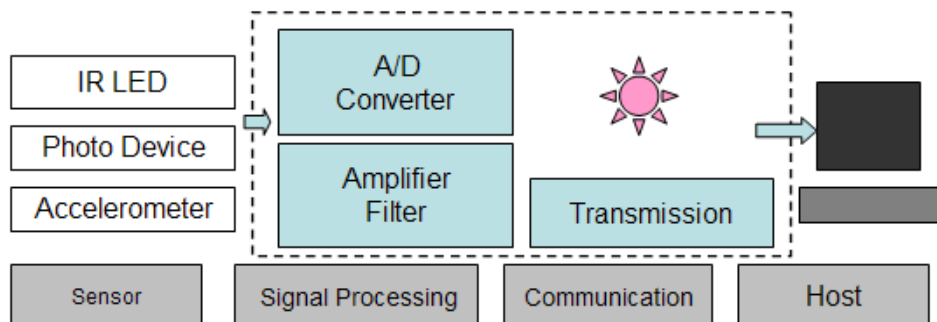 IR LED
Photo Device
Accelerometer
A/D
Converter
Amplifier
Filter
Transmission
Sensor
Signal Processing
Communication
Host